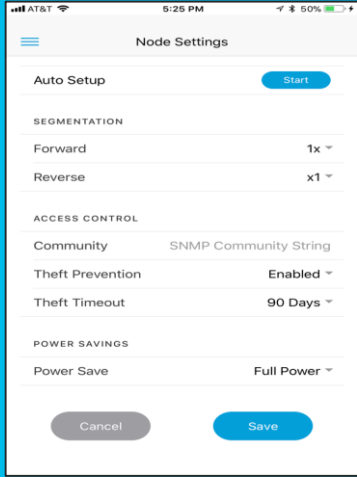 AT&T 5:25 PM 50%
Node Settings
Auto Setup Start
SEGMENTATION
Forward 1x
Reverse x1
ACCESS CONTROL
Community SNMP Community String
Theft Prevention Enabled
Theft Timeout 90 Days
POWER SAVINGS
Power Save Full Power
Cancel Save